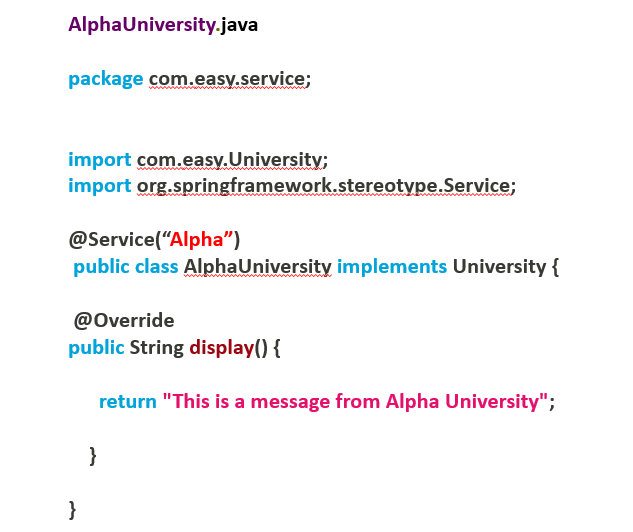 AlphaUniversity.java
package com.easy.service;
import com.easy.University;
import org.springframework.stereotype.Service;
@Service(“Alpha”)
public class AlphaUniversity implements University {
@Override
public String display() {
return "This is a message from Alpha University";
}
}